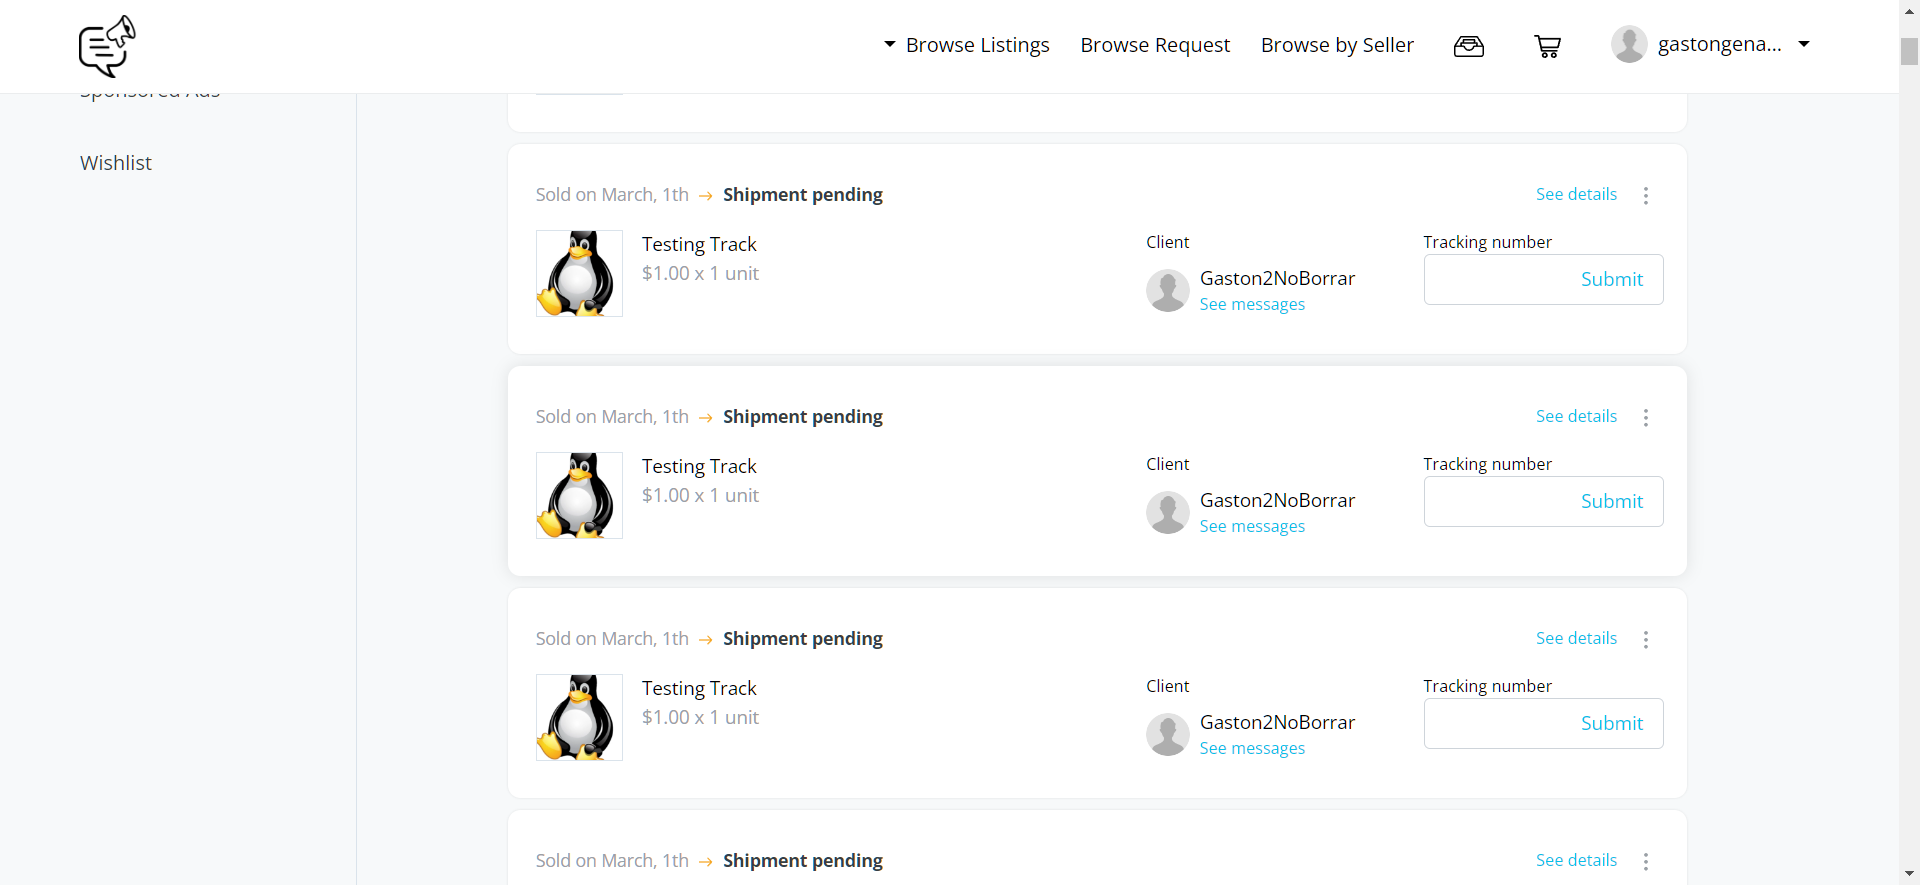 Browse Listings
Browse Request
Browse by Seller
gastongena...
Sponsored Ads
Wishlist
Sold on March, 1th → Shipment pending
See details
Testing Track
$1.00 x 1 unit
Client
Gaston2NoBorrar
See messages
Tracking number
Submit
Sold on March, 1th → Shipment pending
See details
Testing Track
$1.00 x 1 unit
Client
Gaston2NoBorrar
See messages
Tracking number
Submit
Sold on March, 1th → Shipment pending
See details
Testing Track
$1.00 x 1 unit
Client
Gaston2NoBorrar
See messages
Tracking number
Submit
Sold on March, 1th → Shipment pending
See details